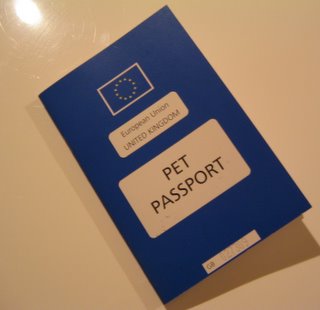 European Union
UNITED KINGDOM
PET
PASSPORT
GB